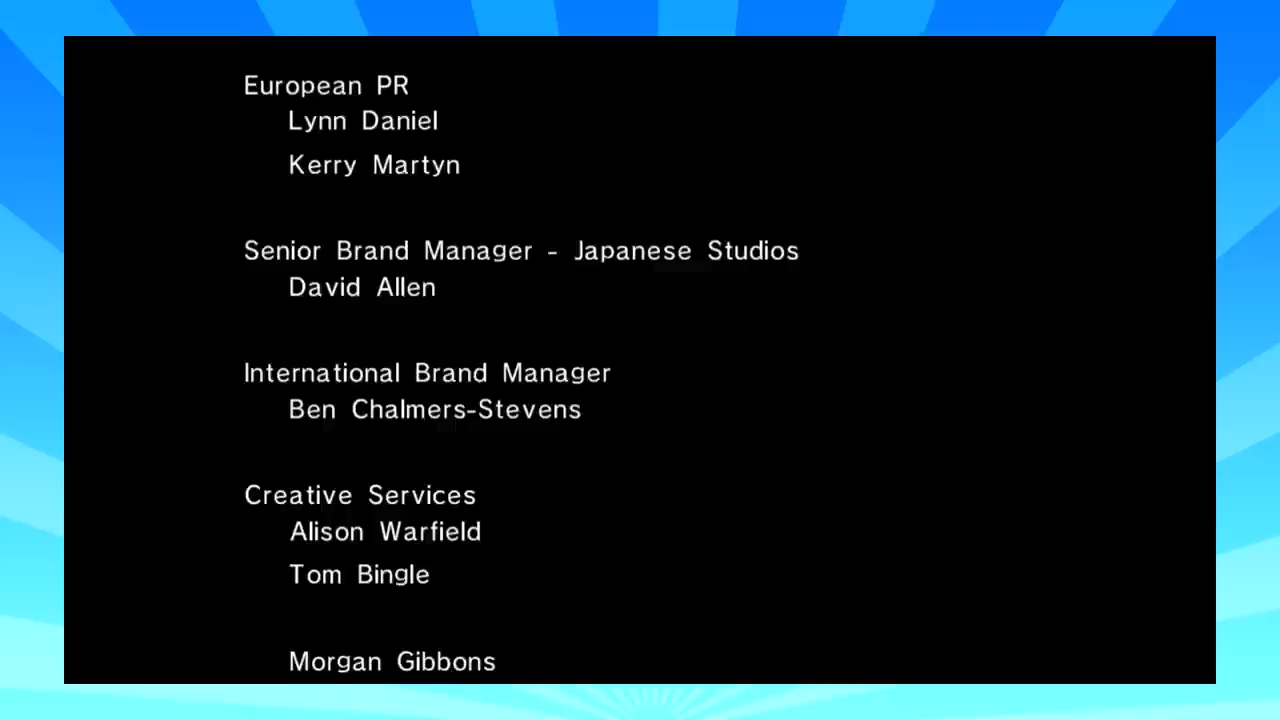 European PR
Lynn Daniel
Kerry Martyn
Senior Brand Manager - Japanese Studios
David Allen
International Brand Manager
Ben Chalmers-Stevens
Creative Services
Alison Warfield
Tom Bingle
Morgan Gibbons